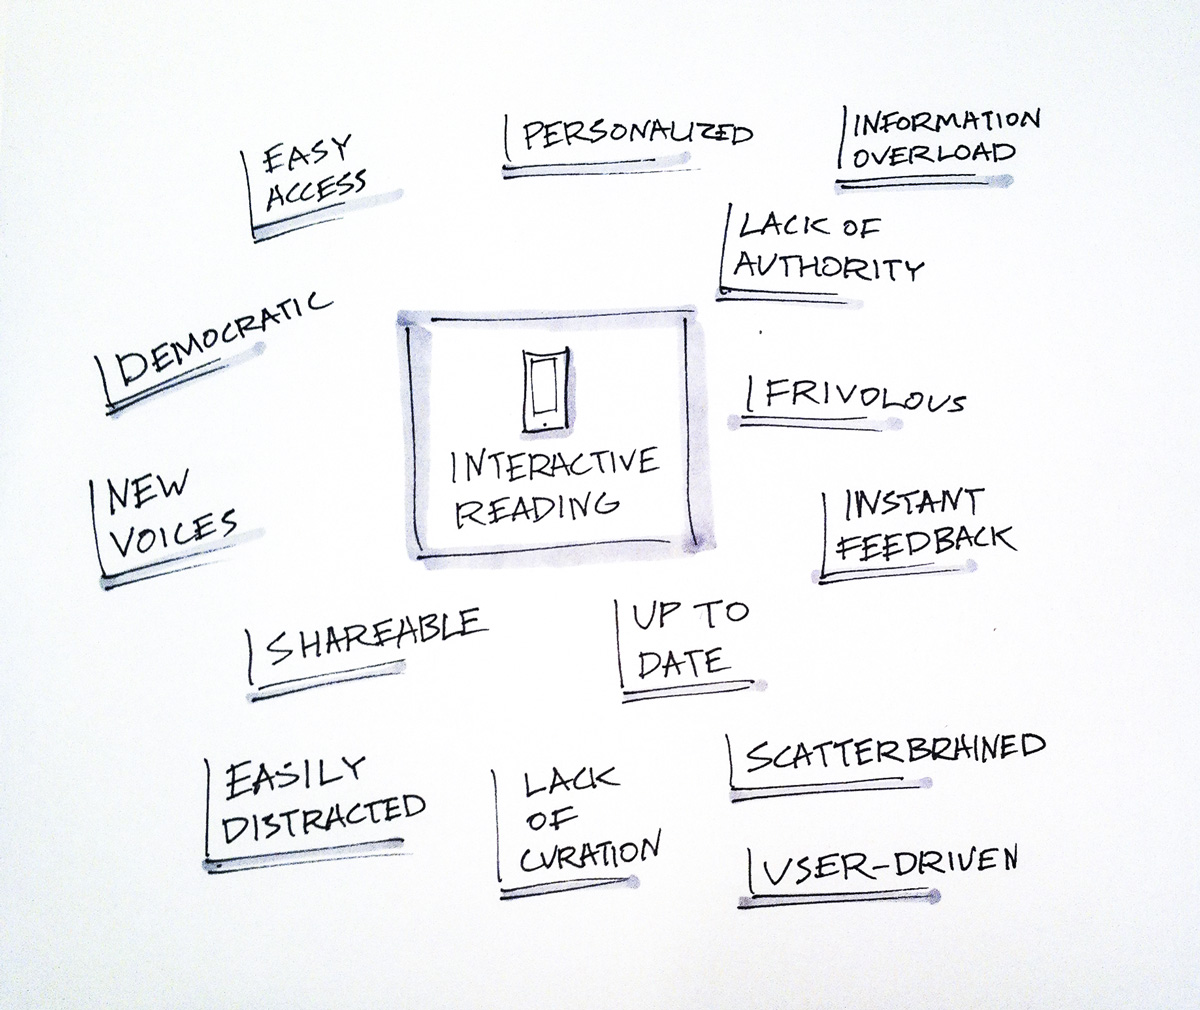 EASY
ACCESS
PERSONALIZED
INFORMATION
OVERLOAD
LACK OF
AUTHORITY
DEMOCRATIC
FRIVOLOUS
INTERACTIVE
READING
NEW
VOICES
INSTANT
FEEDBACK
SHAREABLE
UP TO
DATE
SCATTERBRAINED
EASILY
DISTRACTED
LACK
OF
CURATION
USER-DRIVEN